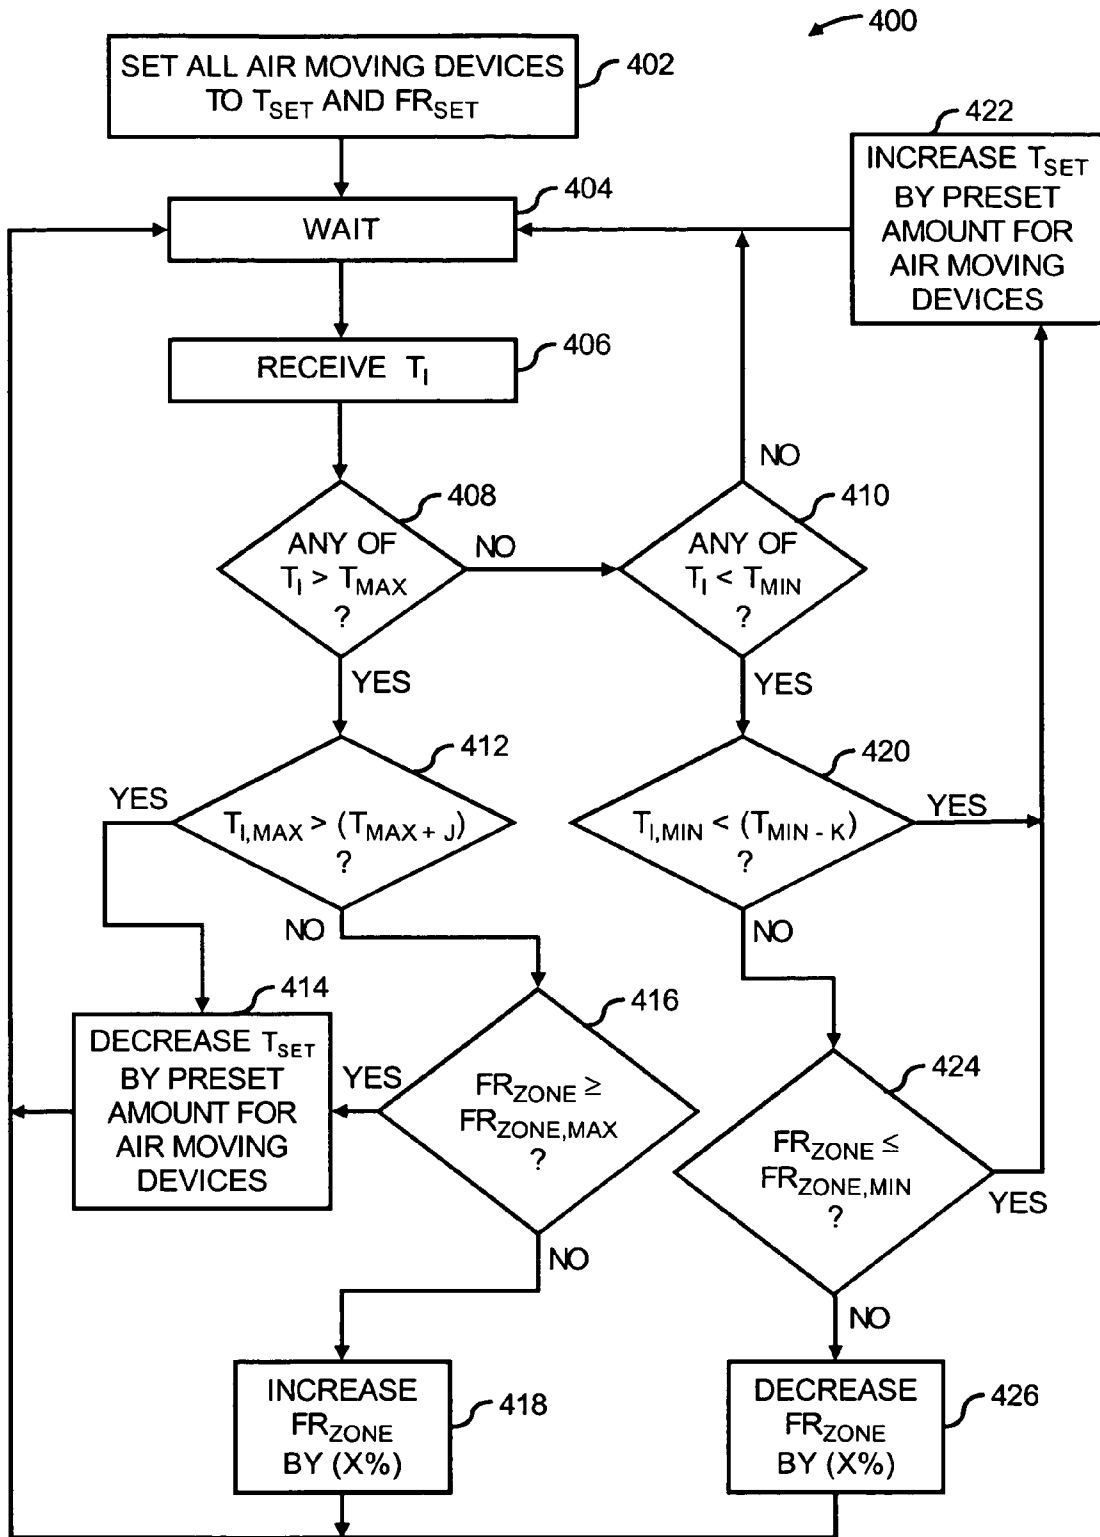 400
SET ALL AIR MOVING DEVICES
TO TSET AND FRSET
402
WAIT
404
RECEIVE TI
406
422
INCREASE TSET
BY PRESET
AMOUNT FOR
AIR MOVING
DEVICES
408
ANY OF
TI > TMAX
?
NO
YES
410
ANY OF
TI < TMIN
?
NO
YES
412
TI,MAX > (TMAX + J)
?
YES
NO
420
TI,MIN < (TMIN - K)
?
YES
NO
414
DECREASE TSET
BY PRESET
AMOUNT FOR
AIR MOVING
DEVICES
416
FRZONE ≥
FRZONE,MAX
?
YES
NO
424
FRZONE ≤
FRZONE,MIN
?
YES
NO
INCREASE
FRZONE
BY (X%)
418
DECREASE
FRZONE
BY (X%)
426